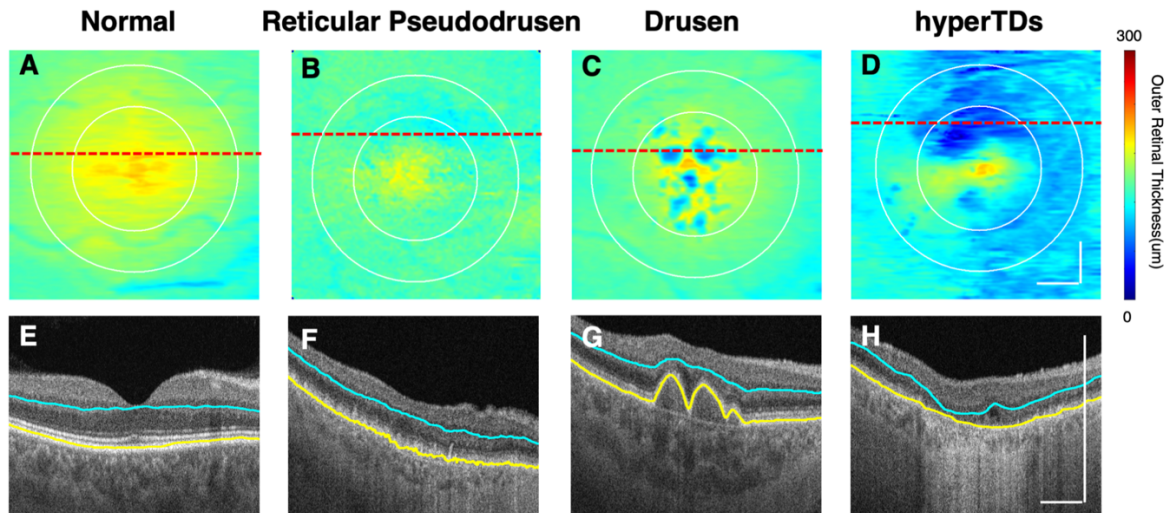 Normal
Reticular Pseudodrusen
Drusen
hyperTDs
A
B
C
D
300
Outer Retinal Thickness(um)
0
E
F
G
H